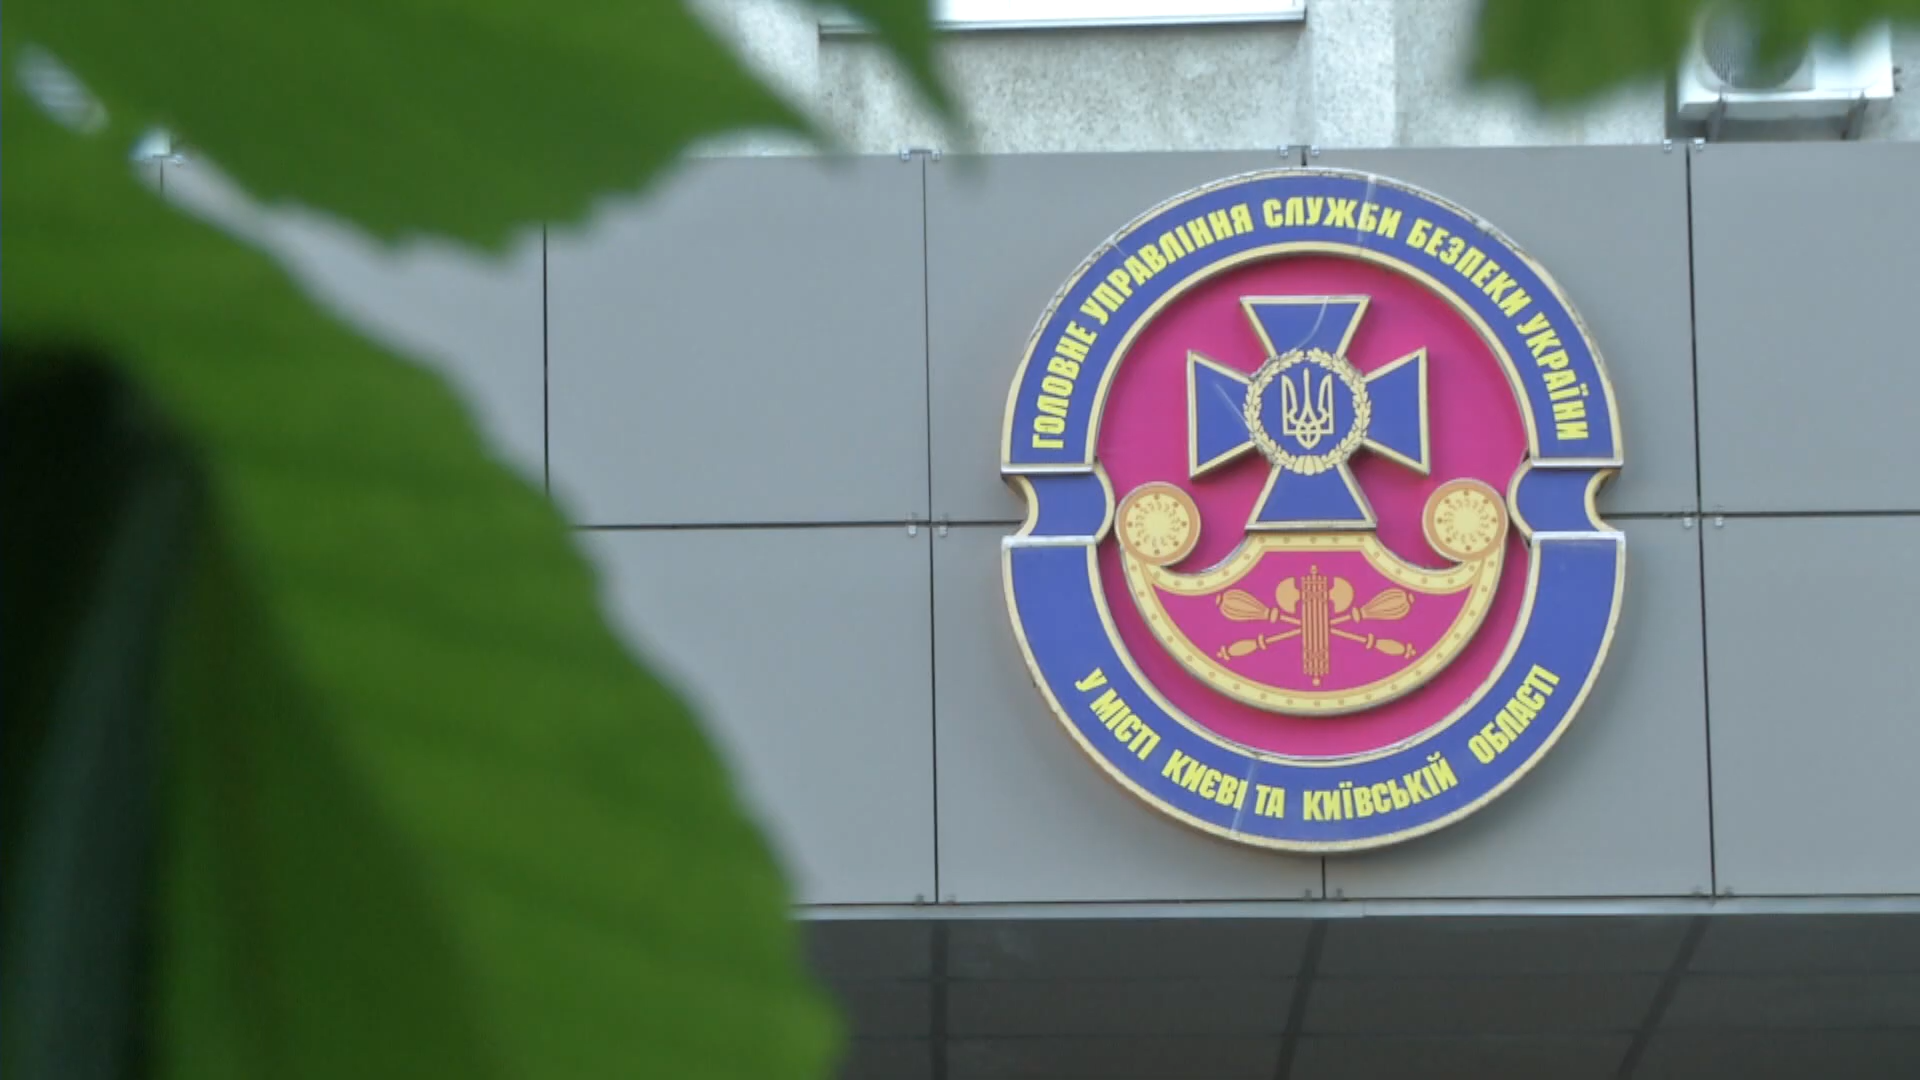 ГОЛОВНЕ УПРАВЛІННЯ СЛУЖБИ БЕЗПЕКИ УКРАЇНИ
У МІСТІ КИЄВІ ТА КИЇВСЬКІЙ ОБЛАСТІ